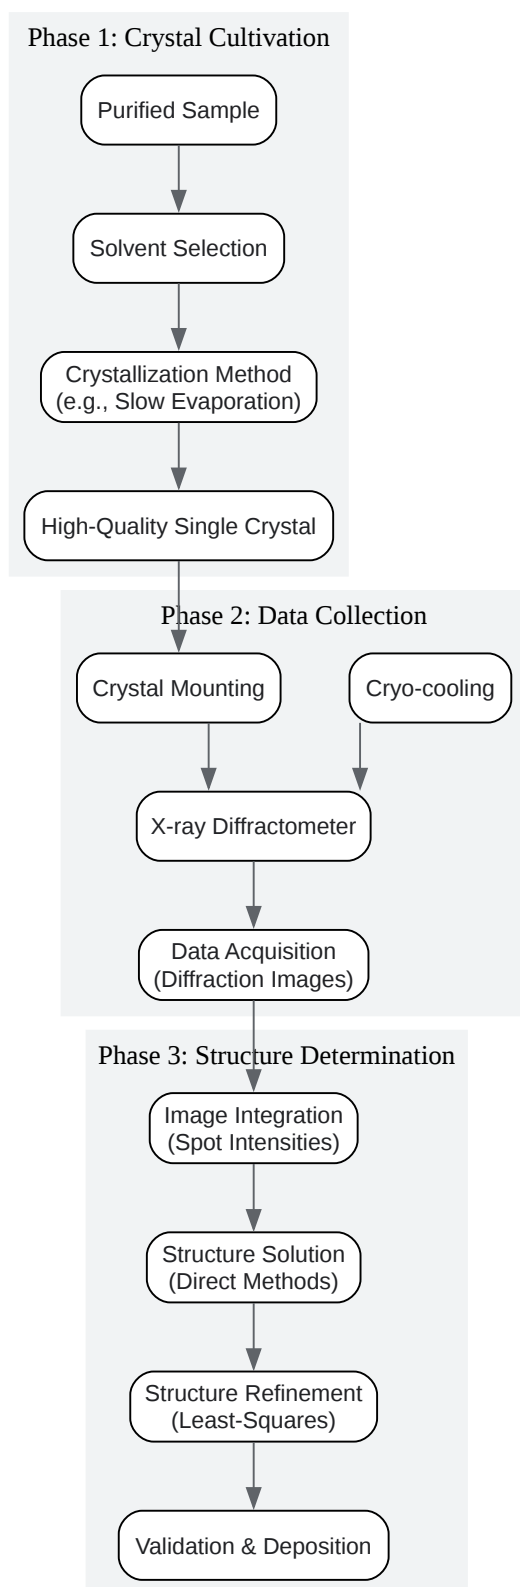 Phase 1: Crystal Cultivation
Purified Sample
Solvent Selection
Crystallization Method
(e.g., Slow Evaporation)
High-Quality Single Crystal
Phase 2: Data Collection
Crystal Mounting
Cryo-cooling
X-ray Diffractometer
Data Acquisition
(Diffraction Images)
Phase 3: Structure Determination
Image Integration
(Spot Intensities)
Structure Solution
(Direct Methods)
Structure Refinement
(Least-Squares)
Validation & Deposition